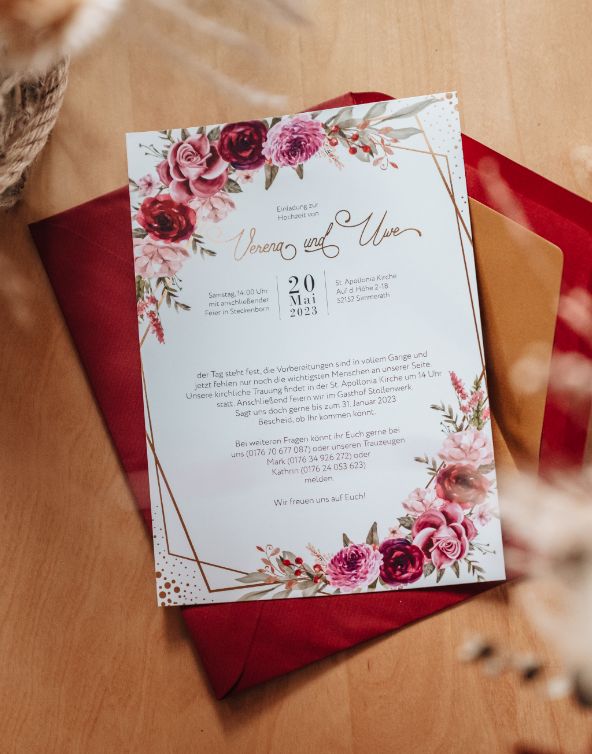 Einladung zur
Hochzeit von
Verena und Uwe
Samstag, 14:00 Uhr
mit anschließender
Feier in Steckenborn
20
Mai
2023
St. Apollonia Kirche
Auf d. Höhe 2-18
52152 Simmerath
der Tag steht fest, die Vorbereitungen sind in vollem Gange und
jetzt fehlen nur noch die wichtigsten Menschen an unserer Seite.
Unsere kirchliche Trauung findet in der St. Apollonia Kirche um 14 Uhr
statt. Anschließend feiern wir im Gasthof Stollenwerk.
Sagt uns doch gerne bis zum 31. Januar 2023
Bescheid, ob Ihr kommen könnt.
Bei weiteren Fragen könnt ihr Euch gerne bei
uns (0176 70 677 087) oder unseren Trauzeugen
Mark (0176 34 926 272) oder
Kathrin (0176 24 053 623)
melden.
Wir freuen uns auf Euch!